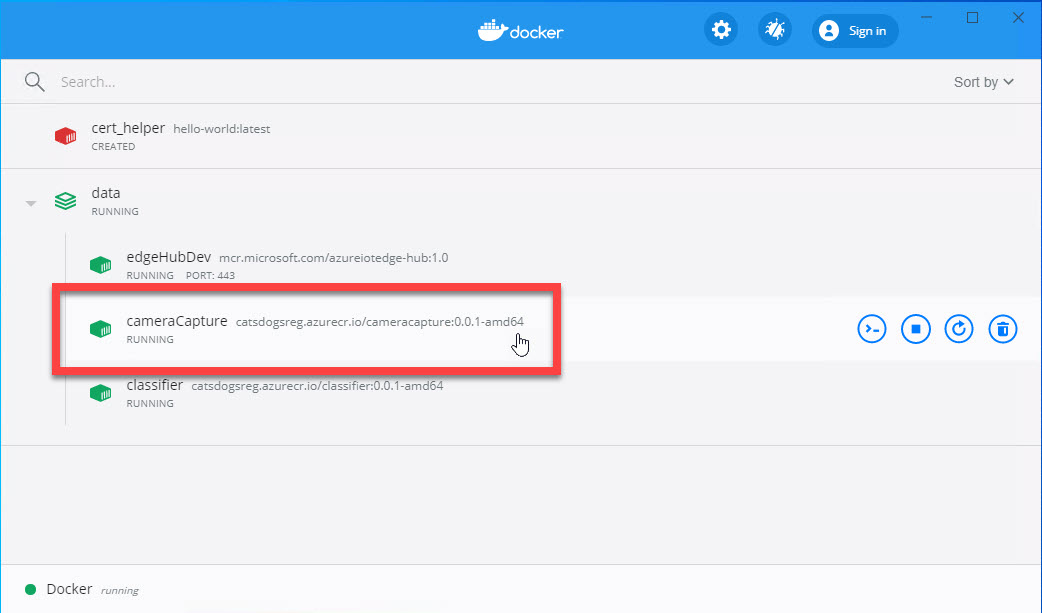 docker
Sign in
Search...
Sort by
cert_helper hello-world:latest
CREATED
data
RUNNING
edgeHubDev mcr.microsoft.com/azureiotedge-hub:1.0
RUNNING PORT: 443
cameraCapture catsdogsreg.azurecr.io/cameracapture:0.0.1-amd64
RUNNING
classifier catsdogsreg.azurecr.io/classifier:0.0.1-amd64
RUNNING
Docker running